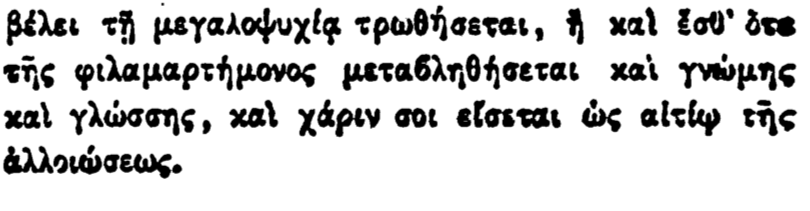 βέλει τῇ μεγαλοψυχίᾳ τρωθήσεται, ἢ καὶ ἔσθ' ὅτε
τῆς φιλαμαρτήμονος μεταβληθήσεται καὶ γνώμης
καὶ γλώσσης, καὶ χάριν σοι εἴσεται ὡς αἰτίῳ τῆς
ἀλλοιώσεως.